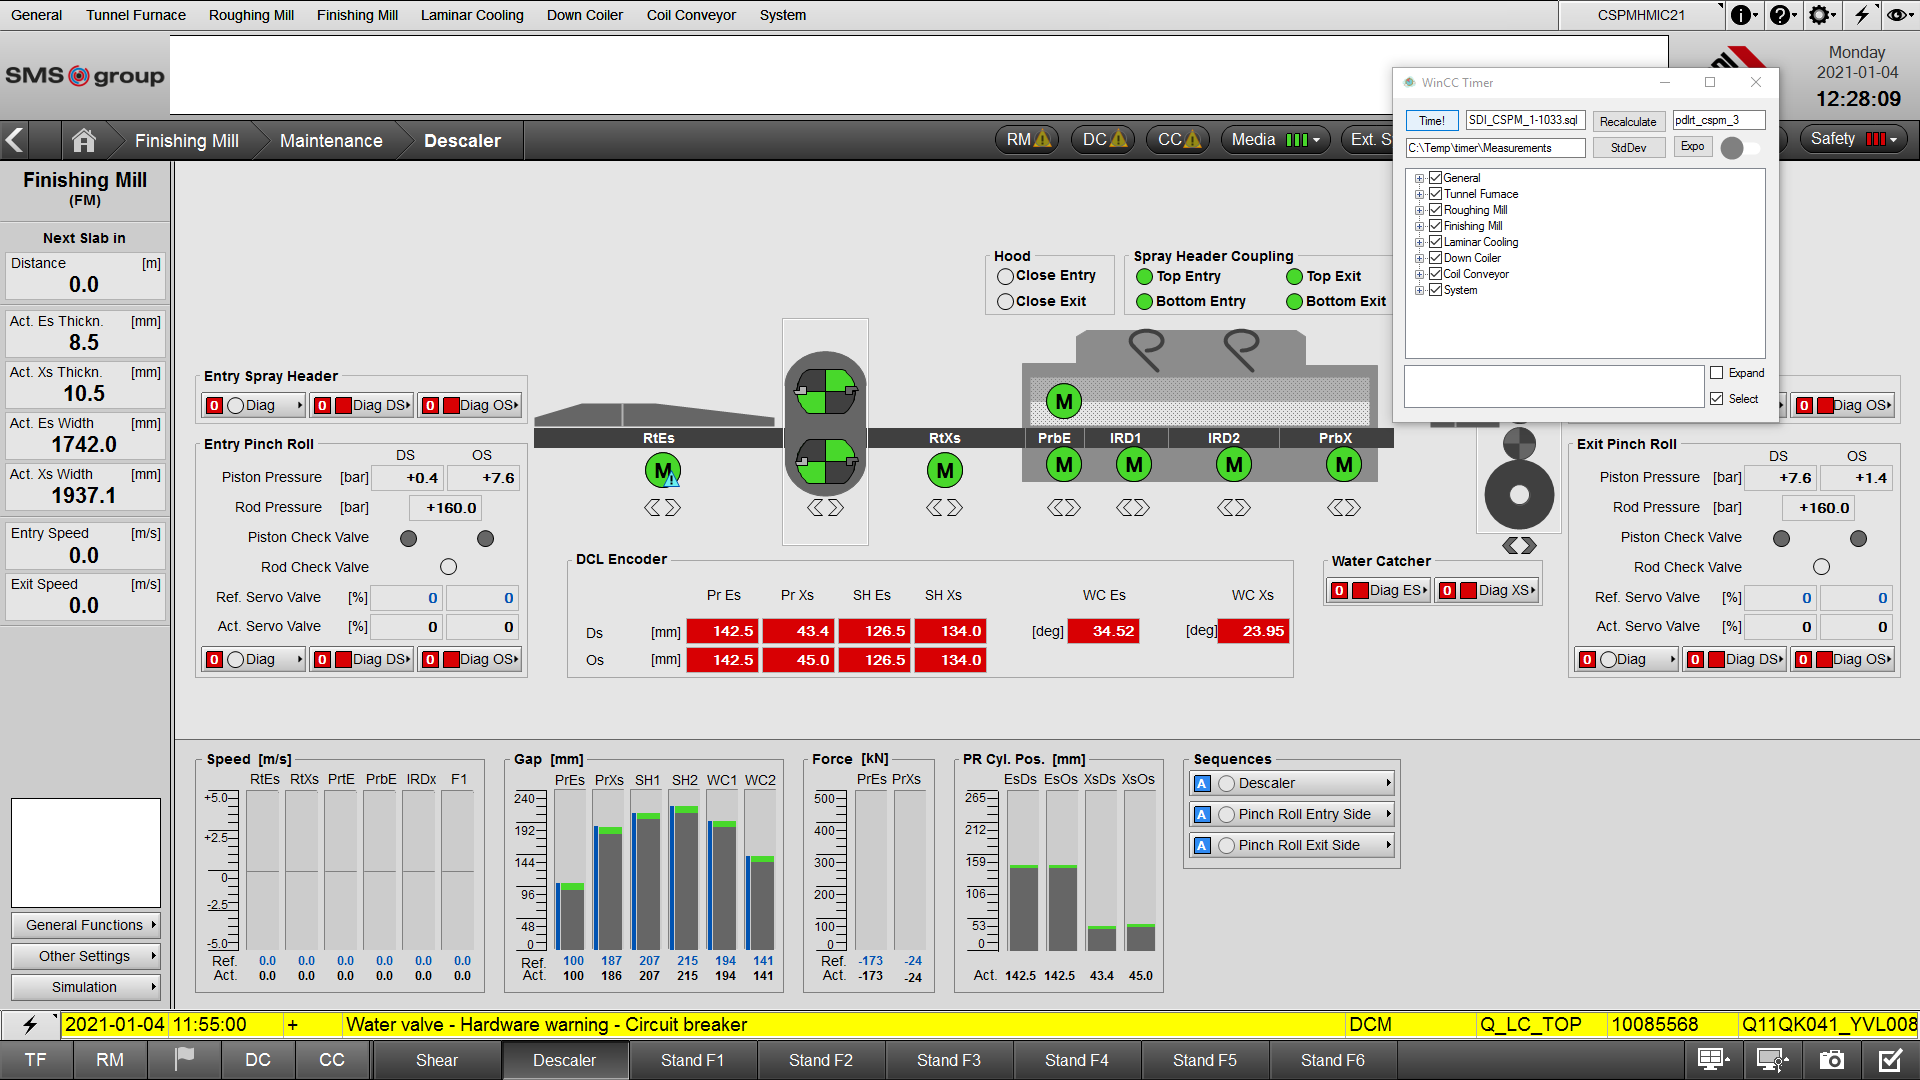 General Tunnel Furnace Roughing Mill Finishing Mill Laminar Cooling Down Coiler Coil Conveyor System CSPMHMIC21
SMS group
Monday
2021-01-04
12:28:09
Finishing Mill Maintenance Descaler RM DC CC Media Ext. S Safety
WinCC Timer
Time! SDI_CSPM_1-1033.sql Recalculate pdlrt_cspm_3
C:\Temp\timer\Measurements StdDev Expo
General
Tunnel Furnace
Roughing Mill
Finishing Mill
Laminar Cooling
Down Coiler
Coil Conveyor
System
Expand
Select
Finishing Mill
(FM)
Next Slab in
Distance [m]
0.0
Act. Es Thickn. [mm]
8.5
Act. Xs Thickn. [mm]
10.5
Act. Es Width [mm]
1742.0
Act. Xs Width [mm]
1937.1
Entry Speed [m/s]
0.0
Exit Speed [m/s]
0.0
General Functions
Other Settings
Simulation
Hood
Close Entry
Close Exit
Spray Header Coupling
Top Entry Top Exit
Bottom Entry Bottom Exit
Entry Spray Header
0 Diag 0 Diag DS 0 Diag OS
Entry Pinch Roll
DS OS
Piston Pressure [bar] +0.4 +7.6
Rod Pressure [bar] +160.0
Piston Check Valve
Rod Check Valve
Ref. Servo Valve [%] 0 0
Act. Servo Valve [%] 0 0
0 Diag 0 Diag DS 0 Diag OS
M
RtEs RtXs PrbE IRD1 IRD2 PrbX
M M M M M M
DCL Encoder
Pr Es Pr Xs SH Es SH Xs WC Es WC Xs
Ds [mm] 142.5 43.4 126.5 134.0 [deg] 34.52 [deg] 23.95
Os [mm] 142.5 45.0 126.5 134.0
Water Catcher
0 Diag ES 0 Diag XS
0 Diag OS
Exit Pinch Roll
DS OS
Piston Pressure [bar] +7.6 +1.4
Rod Pressure [bar] +160.0
Piston Check Valve
Rod Check Valve
Ref. Servo Valve [%] 0 0
Act. Servo Valve [%] 0 0
0 Diag 0 Diag DS 0 Diag OS
Speed [m/s]
RtEs RtXs PrtE PrbE IRDx F1
+5.0
+2.5
0
-2.5
-5.0
Ref. 0.0 0.0 0.0 0.0 0.0 0.0
Act. 0.0 0.0 0.0 0.0 0.0 0.0
Gap [mm]
PrEs PrXs SH1 SH2 WC1 WC2
240
192
144
96
48
0
Ref. 100 187 207 215 194 141
Act. 100 186 207 215 194 141
Force [kN]
PrEs PrXs
500
400
300
200
100
0
Ref. -173 -24
Act. -173 -24
PR Cyl. Pos. [mm]
EsDs EsOs XsDs XsOs
265
212
159
106
53
0
Act. 142.5 142.5 43.4 45.0
Sequences
A Descaler
A Pinch Roll Entry Side
A Pinch Roll Exit Side
2021-01-04 11:55:00 + Water valve - Hardware warning - Circuit breaker DCM Q_LC_TOP 10085568 Q11QK041_YVL008
TF RM DC CC Shear Descaler Stand F1 Stand F2 Stand F3 Stand F4 Stand F5 Stand F6